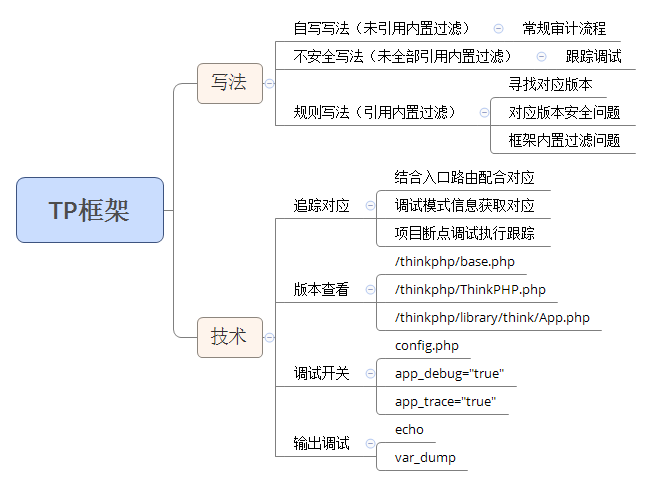 TP框架
写法
自写写法（未引用内置过滤）
常规审计流程
不安全写法（未全部引用内置过滤）
跟踪调试
规则写法（引用内置过滤）
寻找对应版本
对应版本安全问题
框架内置过滤问题
技术
追踪对应
结合入口路由配合对应
调试模式信息获取对应
项目断点调试执行跟踪
版本查看
/thinkphp/base.php
/thinkphp/ThinkPHP.php
/thinkphp/library/think/App.php
调试开关
config.php
app_debug="true"
app_trace="true"
输出调试
echo
var_dump